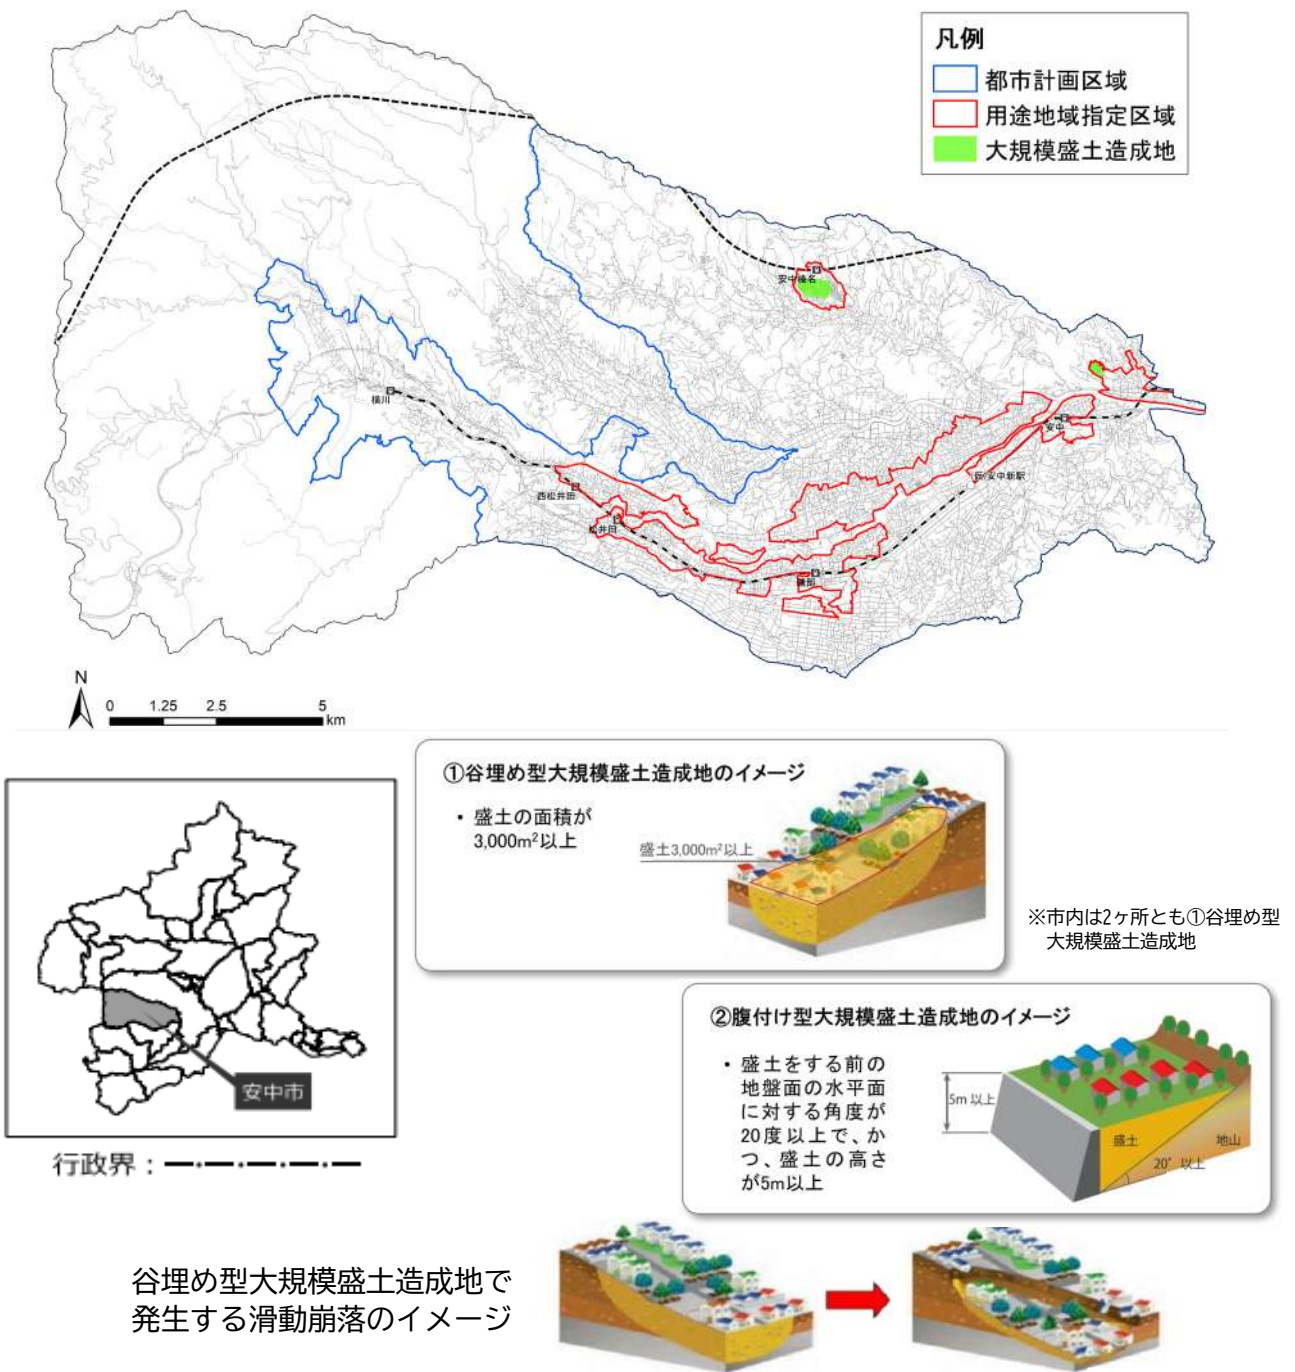 凡例
都市計画区域
用途地域指定区域
大規模盛土造成地
安中榛名
横川
安中
仮)安中新駅
西松井田
松井田
磯部
N
0 1.25 2.5 5
km
①谷埋め型大規模盛土造成地のイメージ
・ 盛土の面積が
3,000m²以上
盛土3,000m²以上
※市内は2ヶ所とも①谷埋め型
大規模盛土造成地
安中市
行政界：
②腹付け型大規模盛土造成地のイメージ
・ 盛土をする前の
地盤面の水平面
に対する角度が
20度以上で、か
つ、盛土の高さ
が5m以上
5m 以上
盛土
地山
20° 以上
谷埋め型大規模盛土造成地で
発生する滑動崩落のイメージ